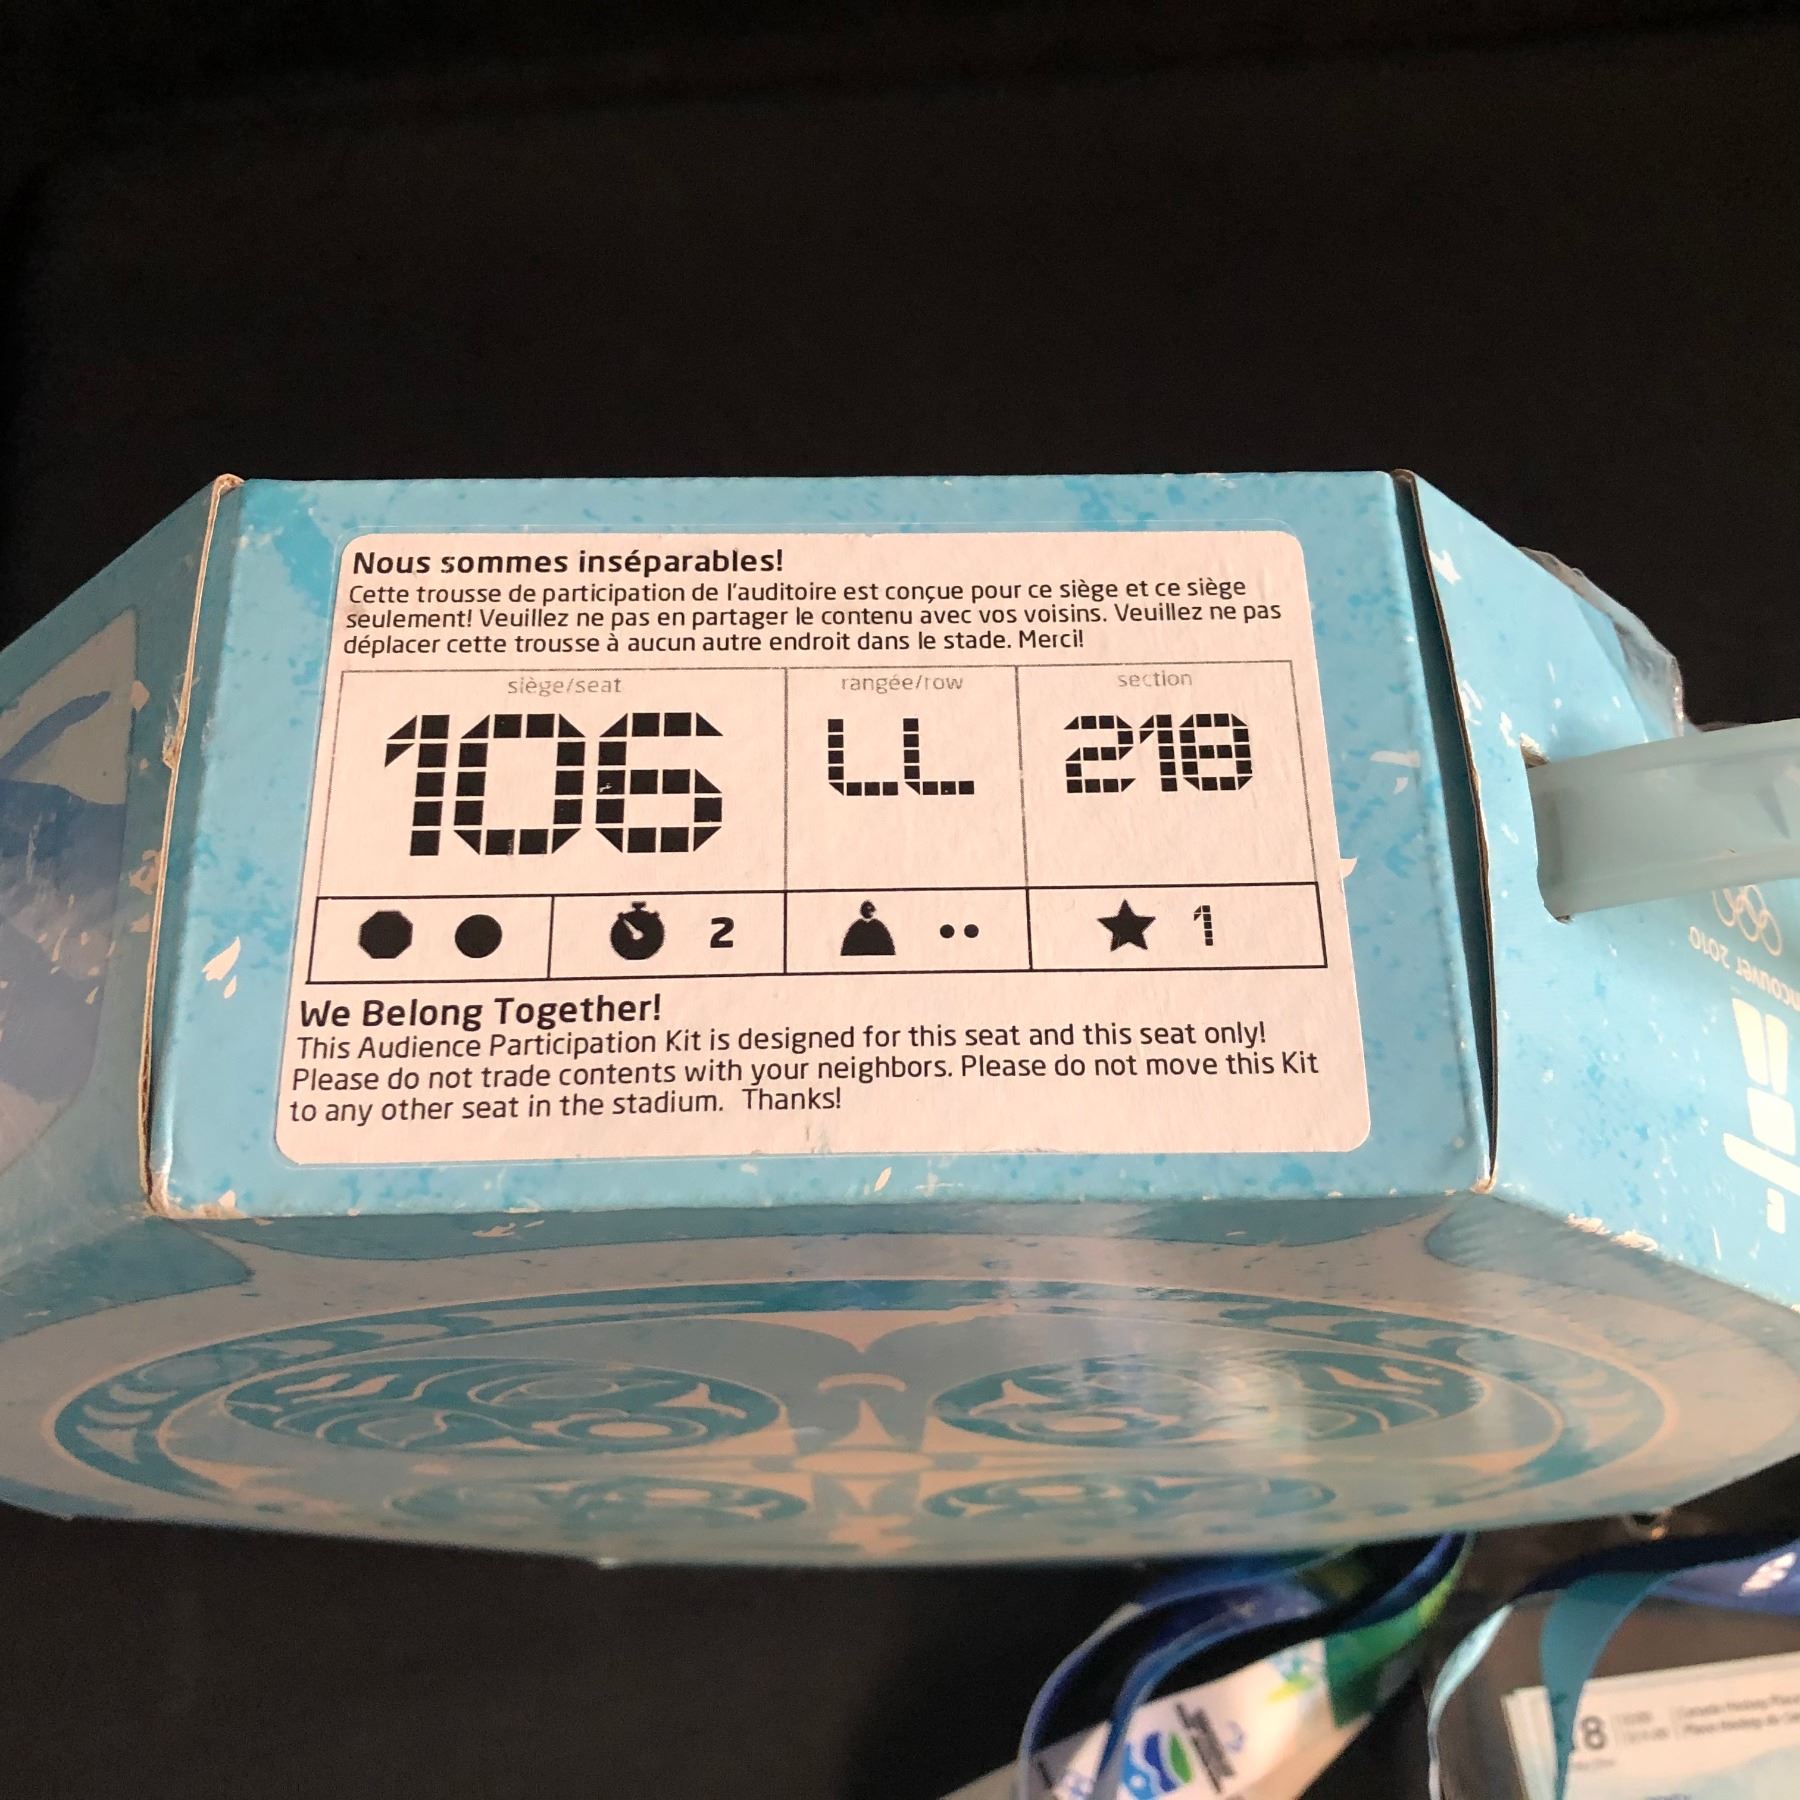 Nous sommes inséparables!
Cette trousse de participation de l'auditoire est conçue pour ce siège et ce siège
seulement! Veuillez ne pas en partager le contenu avec vos voisins. Veuillez ne pas
déplacer cette trousse à aucun autre endroit dans le stade. Merci!
siège/seat rangée/row section
106 LL 218
2 1
We Belong Together!
This Audience Participation Kit is designed for this seat and this seat only!
Please do not trade contents with your neighbors. Please do not move this Kit
to any other seat in the stadium. Thanks!
2010
8